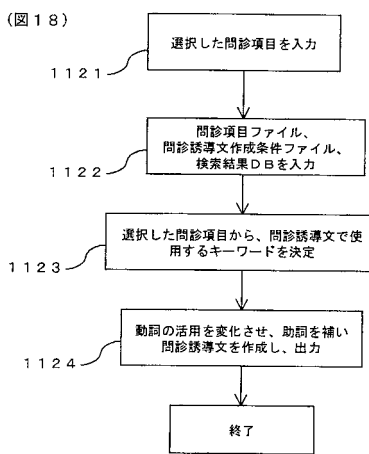 (図18)
選択した問診項目を入力
1121
問診項目ファイル、
問診誘導文作成条件ファイル、
検索結果DBを入力
1122
選択した問診項目から、問診誘導文で使
用するキーワードを決定
1123
動詞の活用を変化させ、助詞を補い
問診誘導文を作成し、出力
1124
終了